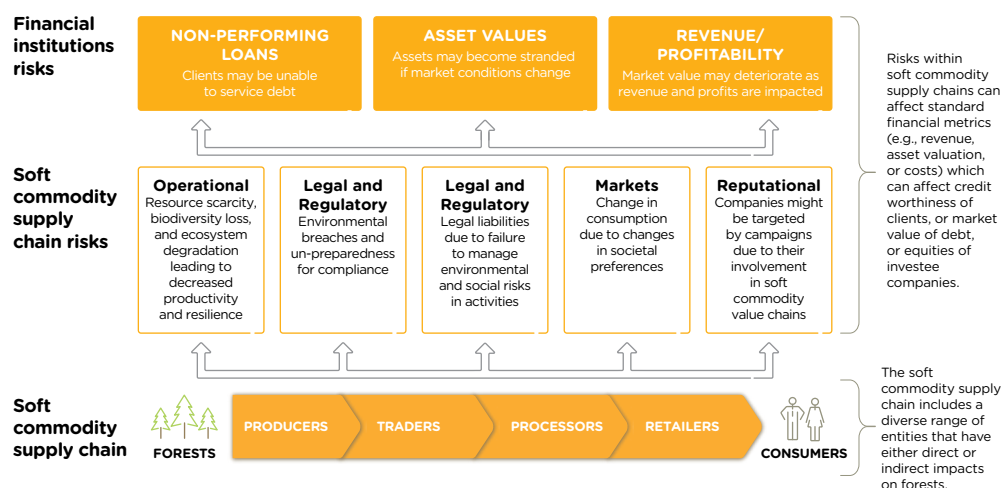 Financial
institutions
risks
NON-PERFORMING
LOANS
Clients may be unable
to service debt
ASSET VALUES
Assets may become stranded
if market conditions change
REVENUE/
PROFITABILITY
Market value may deteriorate as
revenue and profits are impacted
Risks within
soft commodity
supply chains can
affect standard
financial metrics
(e.g., revenue,
asset valuation,
or costs) which
can affect credit
worthiness of
clients, or market
value of debt,
or equities of
investee
companies.
Soft
commodity
supply
chain risks
Operational
Resource scarcity,
biodiversity loss,
and ecosystem
degradation
leading to
decreased
productivity
and resilience
Legal and
Regulatory
Environmental
breaches and
un-preparedness
for compliance
Legal and
Regulatory
Legal liabilities
due to failure
to manage
environmental
and social risks
in activities
Markets
Change in
consumption
due to changes
in societal
preferences
Reputational
Companies might
be targeted
by campaigns
due to their
involvement
in soft
commodity
value chains
Soft
commodity
supply chain
FORESTS
PRODUCERS
TRADERS
PROCESSORS
RETAILERS
CONSUMERS
The soft
commodity supply
chain includes a
diverse range of
entities that have
either direct or
indirect impacts
on forests.